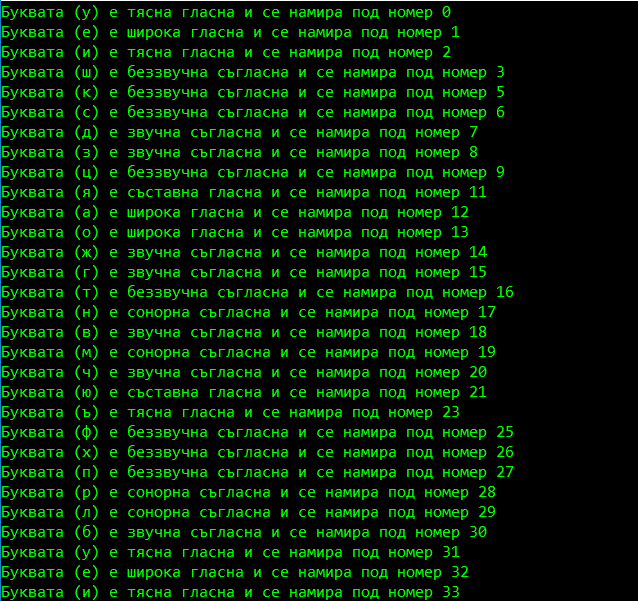 Буквата (у) е тясна гласна и се намира под номер 0
Буквата (е) е широка гласна и се намира под номер 1
Буквата (и) е тясна гласна и се намира под номер 2
Буквата (ш) е беззвучна съгласна и се намира под номер 3
Буквата (к) е беззвучна съгласна и се намира под номер 5
Буквата (с) е беззвучна съгласна и се намира под номер 6
Буквата (д) е звучна съгласна и се намира под номер 7
Буквата (з) е звучна съгласна и се намира под номер 8
Буквата (ц) е беззвучна съгласна и се намира под номер 9
Буквата (я) е съставна гласна и се намира под номер 11
Буквата (а) е широка гласна и се намира под номер 12
Буквата (о) е широка гласна и се намира под номер 13
Буквата (ж) е звучна съгласна и се намира под номер 14
Буквата (г) е звучна съгласна и се намира под номер 15
Буквата (т) е беззвучна съгласна и се намира под номер 16
Буквата (н) е сонорна съгласна и се намира под номер 17
Буквата (в) е звучна съгласна и се намира под номер 18
Буквата (м) е сонорна съгласна и се намира под номер 19
Буквата (ч) е звучна съгласна и се намира под номер 20
Буквата (ю) е съставна гласна и се намира под номер 21
Буквата (ъ) е тясна гласна и се намира под номер 23
Буквата (ф) е беззвучна съгласна и се намира под номер 25
Буквата (х) е беззвучна съгласна и се намира под номер 26
Буквата (п) е беззвучна съгласна и се намира под номер 27
Буквата (р) е сонорна съгласна и се намира под номер 28
Буквата (л) е сонорна съгласна и се намира под номер 29
Буквата (б) е звучна съгласна и се намира под номер 30
Буквата (у) е тясна гласна и се намира под номер 31
Буквата (е) е широка гласна и се намира под номер 32
Буквата (и) е тясна гласна и се намира под номер 33